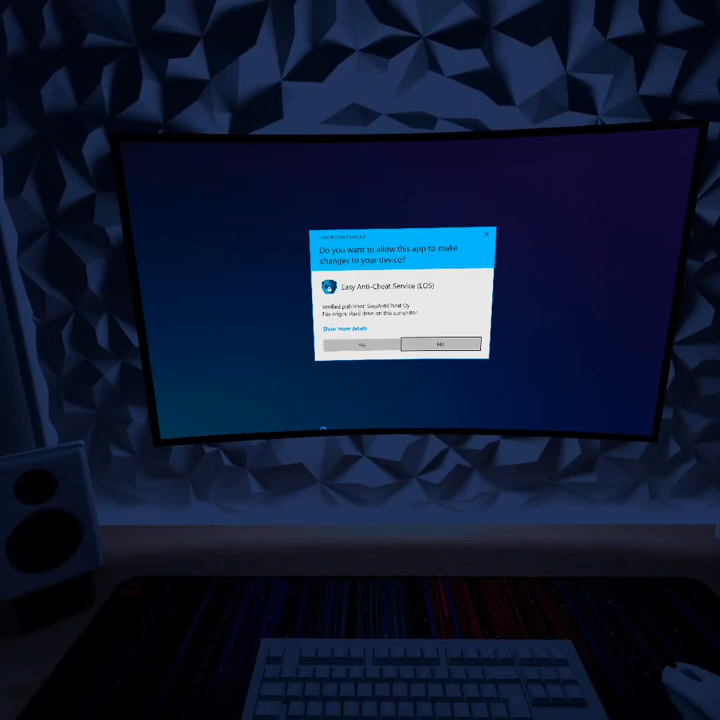 Do you want to allow this app to make
changes to your device?
Easy Anti-Cheat Service (EOS)
Verified publisher: EasyAntiCheat Oy
File origin: Hard drive on this computer
Show more details
Yes
No